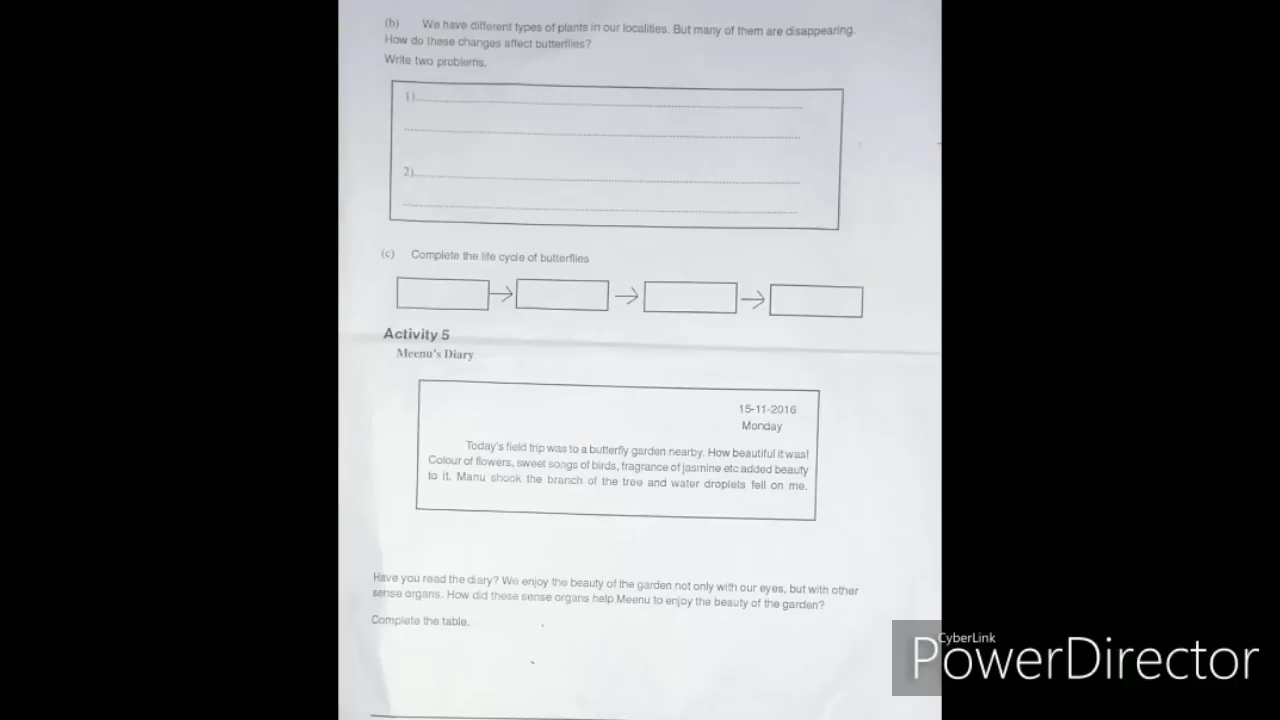 (b) We have different types of plants in our localities. But many of them are disappearing.
How do these changes affect butterflies?
Write two problems.
1)
2)
(c) Complete the life cycle of butterflies
Activity 5
Meenu's Diary
15-11-2016
Monday
Today's field trip was to a butterfly garden nearby. How beautiful it was!
Colour of flowers, sweet songs of birds, fragrance of jasmine etc added beauty
to it. Manu shook the branch of the tree and water droplets fell on me.
Have you read the diary? We enjoy the beauty of the garden not only with our eyes, but with other
sense organs. How did these sense organs help Meenu to enjoy the beauty of the garden?
Complete the table.
CyberLink
PowerDirector